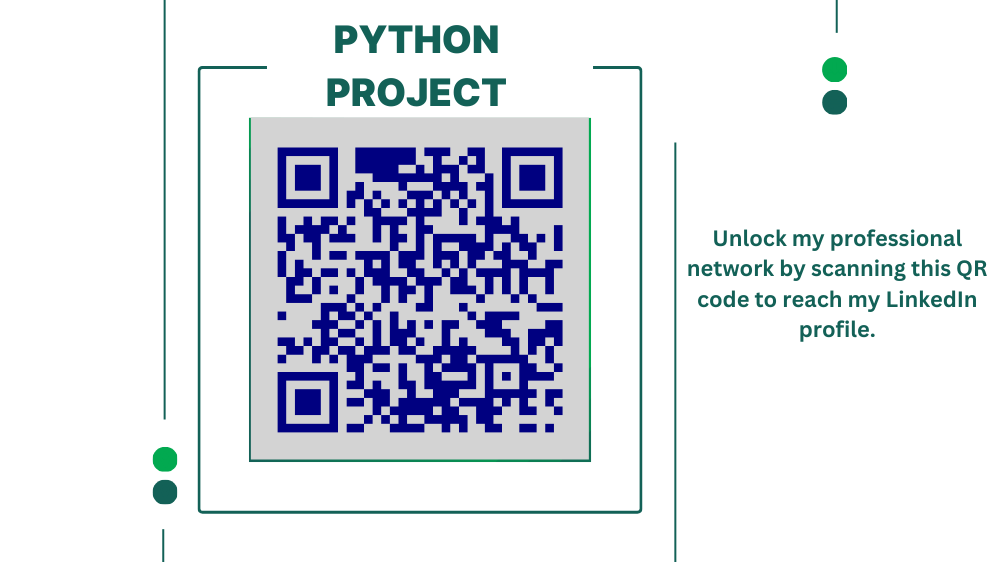 PYTHON
PROJECT
Unlock my professional
network by scanning this QR
code to reach my LinkedIn
profile.